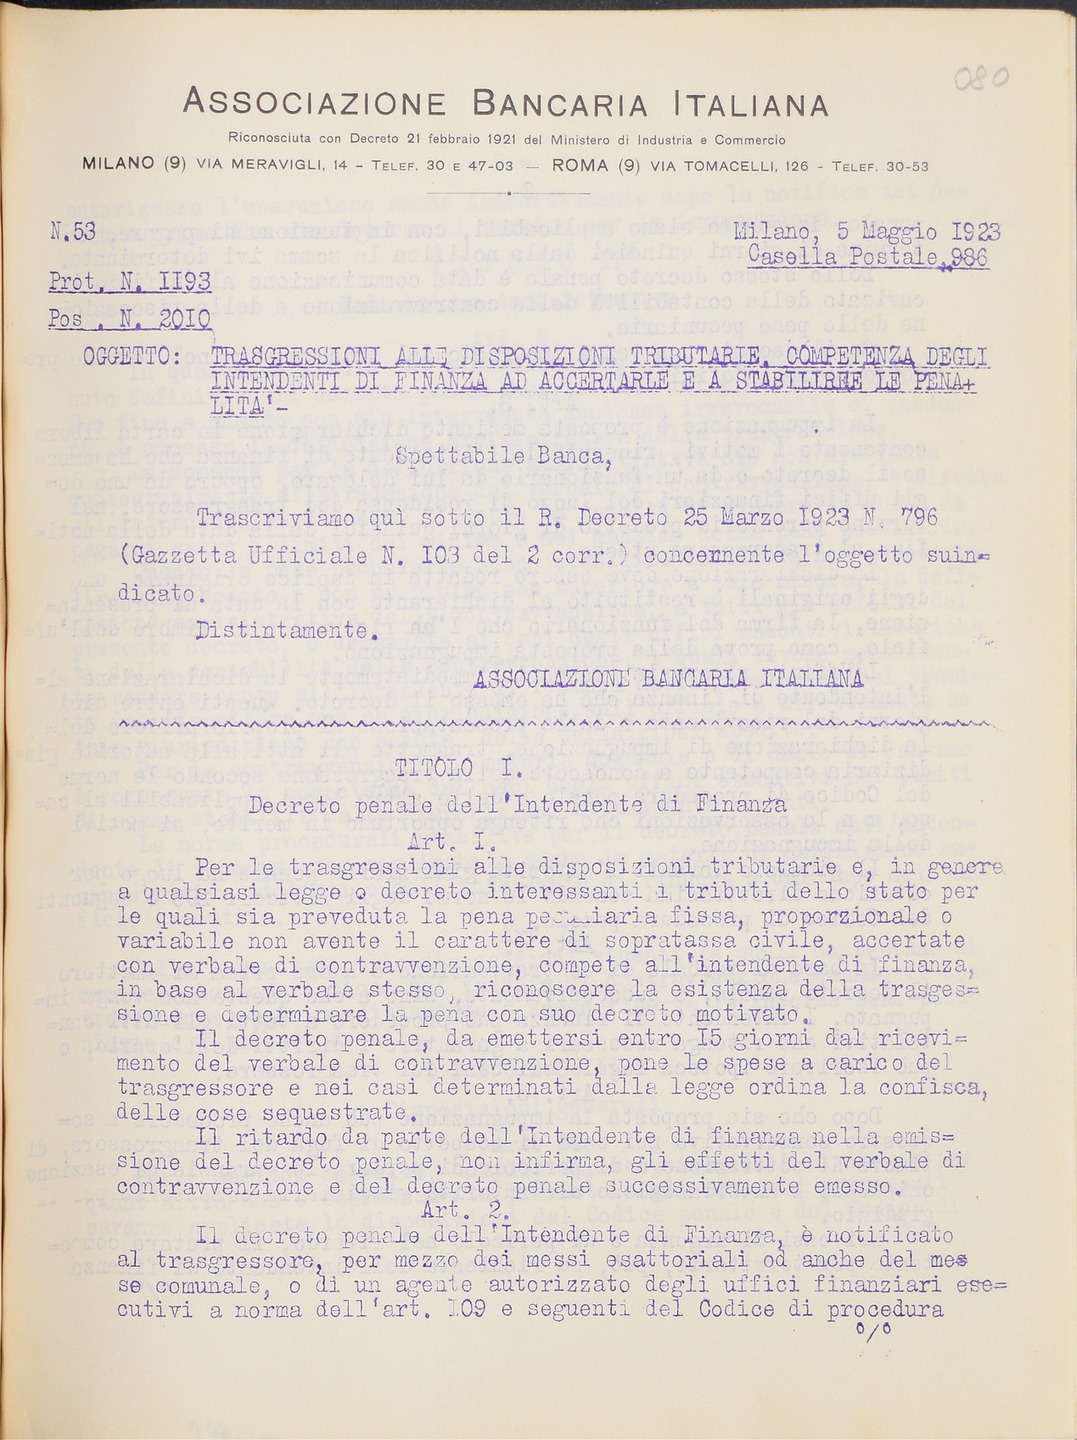 080
ASSOCIAZIONE BANCARIA ITALIANA
Riconosciuta con Decreto 21 febbraio 1921 del Ministero di Industria e Commercio
MILANO (9) VIA MERAVIGLI, 14 - TELEF. 30 E 47-03 — ROMA (9) VIA TOMACELLI, 126 - TELEF. 30-53
N.53 Milano, 5 Maggio I923
Casella Postale 986
Prot. N. II93
Pos . N. 20I0
OGGETTO: TRASGRESSIONI ALLE DISPOSIZIONI TRIBUTARIE. COMPETENZA DEGLI
INTENDENTI DI FINANZA AD ACCERTARLE E A STABILIREE LE PENA+
LITA'-
Spettabile Banca,
Trascriviamo quì sotto il R. Decreto 25 Marzo I923 N. 796
(Gazzetta Ufficiale N. I03 del 2 corr.) concernente l'oggetto suin=
dicato.
Distintamente.
ASSOCIAZIONE BANCARIA ITALIANA
TITOLO I.
Decreto penale dell'Intendente di Finanza
Art. I.
Per le trasgressioni alle disposizioni tributarie e, in genere
a qualsiasi legge o decreto interessanti i tributi dello stato per
le quali sia preveduta la pena pecuniaria fissa, proporzionale o
variabile non avente il carattere di sopratassa civile, accertate
con verbale di contravvenzione, compete all'intendente di finanza,
in base al verbale stesso, riconoscere la esistenza della trasges=
sione e determinare la pena con suo decreto motivato.
Il decreto penale, da emettersi entro I5 giorni dal ricevi=
mento del verbale di contravvenzione, pone le spese a carico del
trasgressore e nei casi determinati dalla legge ordina la confisca,
delle cose sequestrate.
Il ritardo da parte dell'Intendente di finanza nella emis=
sione del decreto penale, non infirma, gli effetti del verbale di
contravvenzione e del decreto penale successivamente emesso.
Art. 2.
Il decreto penale dell'Intendente di Finanza, è notificato
al trasgressore, per mezzo dei messi esattoriali od anche del mes
se comunale, o di un agente autorizzato degli uffici finanziari ese=
cutivi a norma dell'art. I09 e seguenti del Codice di procedura
o/o